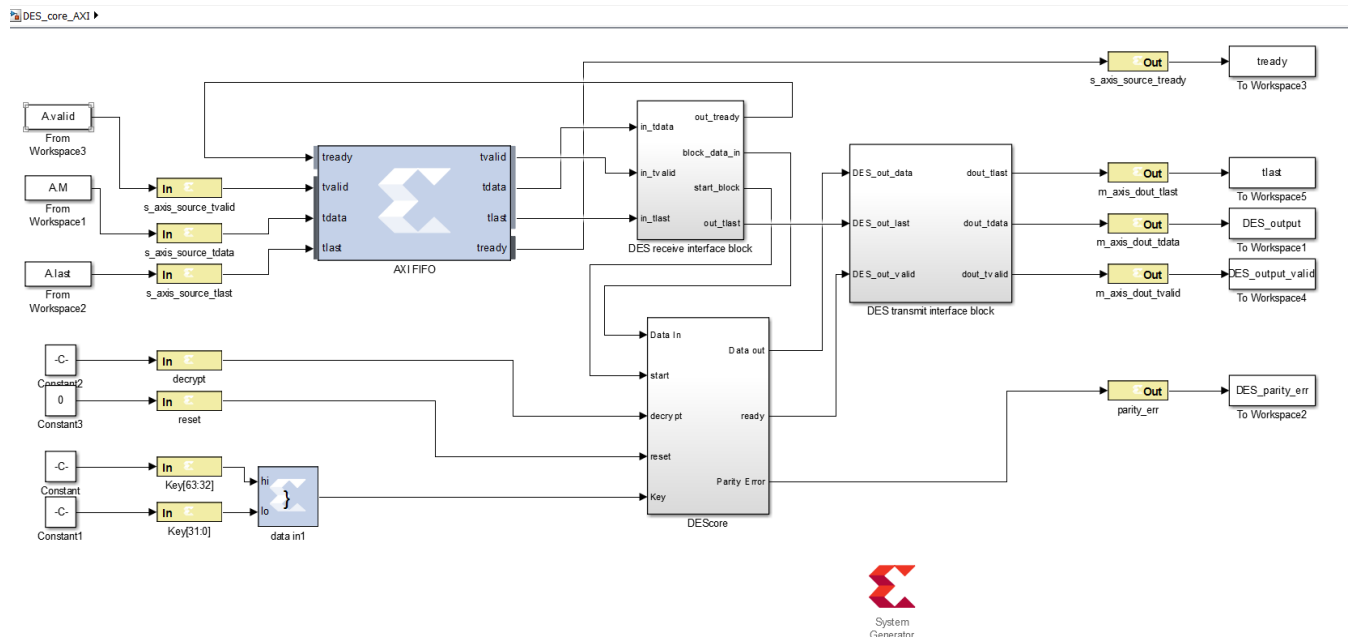 DES_core_AXI
A.valid
From
Workspace3
A.M
From
Workspace1
A.last
From
Workspace2
In
s_axis_source_tvalid
In
s_axis_source_tdata
In
s_axis_source_tlast
tready
tvalid
tdata
tlast
tvalid
tdata
tlast
tready
AXI FIFO
in_tdata
in_tvalid
in_tlast
out_tready
block_data_in
start_block
out_tlast
DES receive interface block
DES_out_data
DES_out_last
DES_out_valid
dout_tlast
dout_tdata
dout_tvalid
DES transmit interface block
Out
s_axis_source_tready
tready
To Workspace3
Out
m_axis_dout_tlast
tlast
To Workspace5
Out
m_axis_dout_tdata
DES_output
To Workspace1
Out
m_axis_dout_tvalid
DES_output_valid
To Workspace4
-C-
Constant2
In
decrypt
0
Constant3
In
reset
-C-
Constant
In
Key[63:32]
-C-
Constant1
In
Key[31:0]
hi
}
lo
data in1
Data In
start
decrypt
reset
Key
Data out
ready
Parity Error
DEScore
Out
parity_err
DES_parity_err
To Workspace2
System
Generator